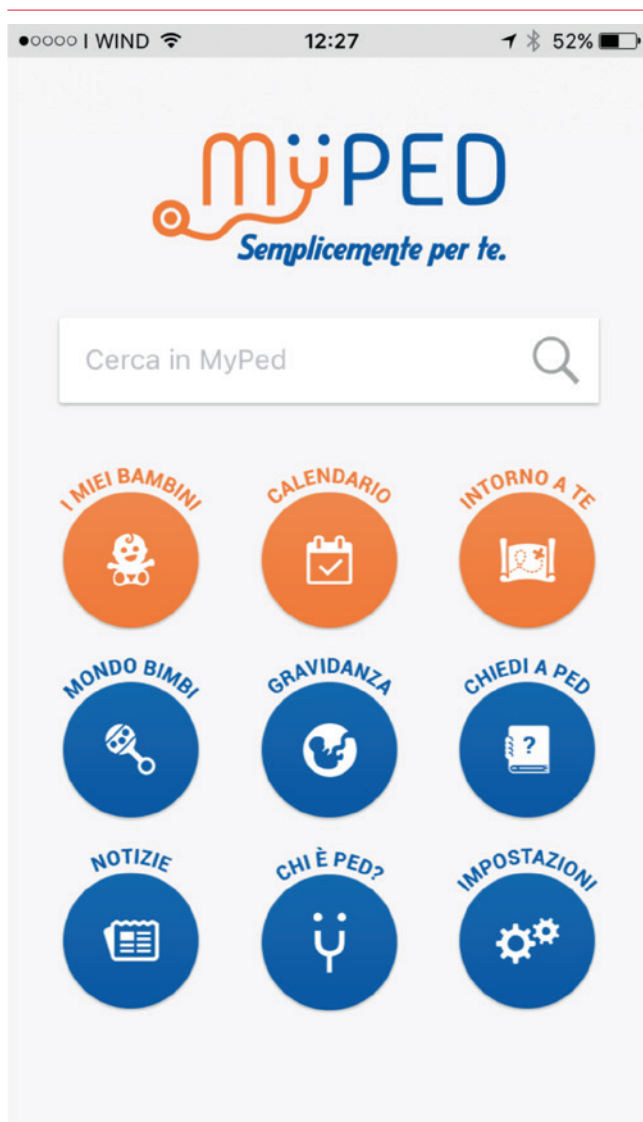 I WIND 12:27 52%
MÿPED
Semplicemente per te.
Cerca in MyPed
I MIEI BAMBINI CALENDARIO INTORNO A TE
MONDO BIMBI GRAVIDANZA CHIEDI A PED
?
NOTIZIE CHI È PED? IMPOSTAZIONI
ÿ